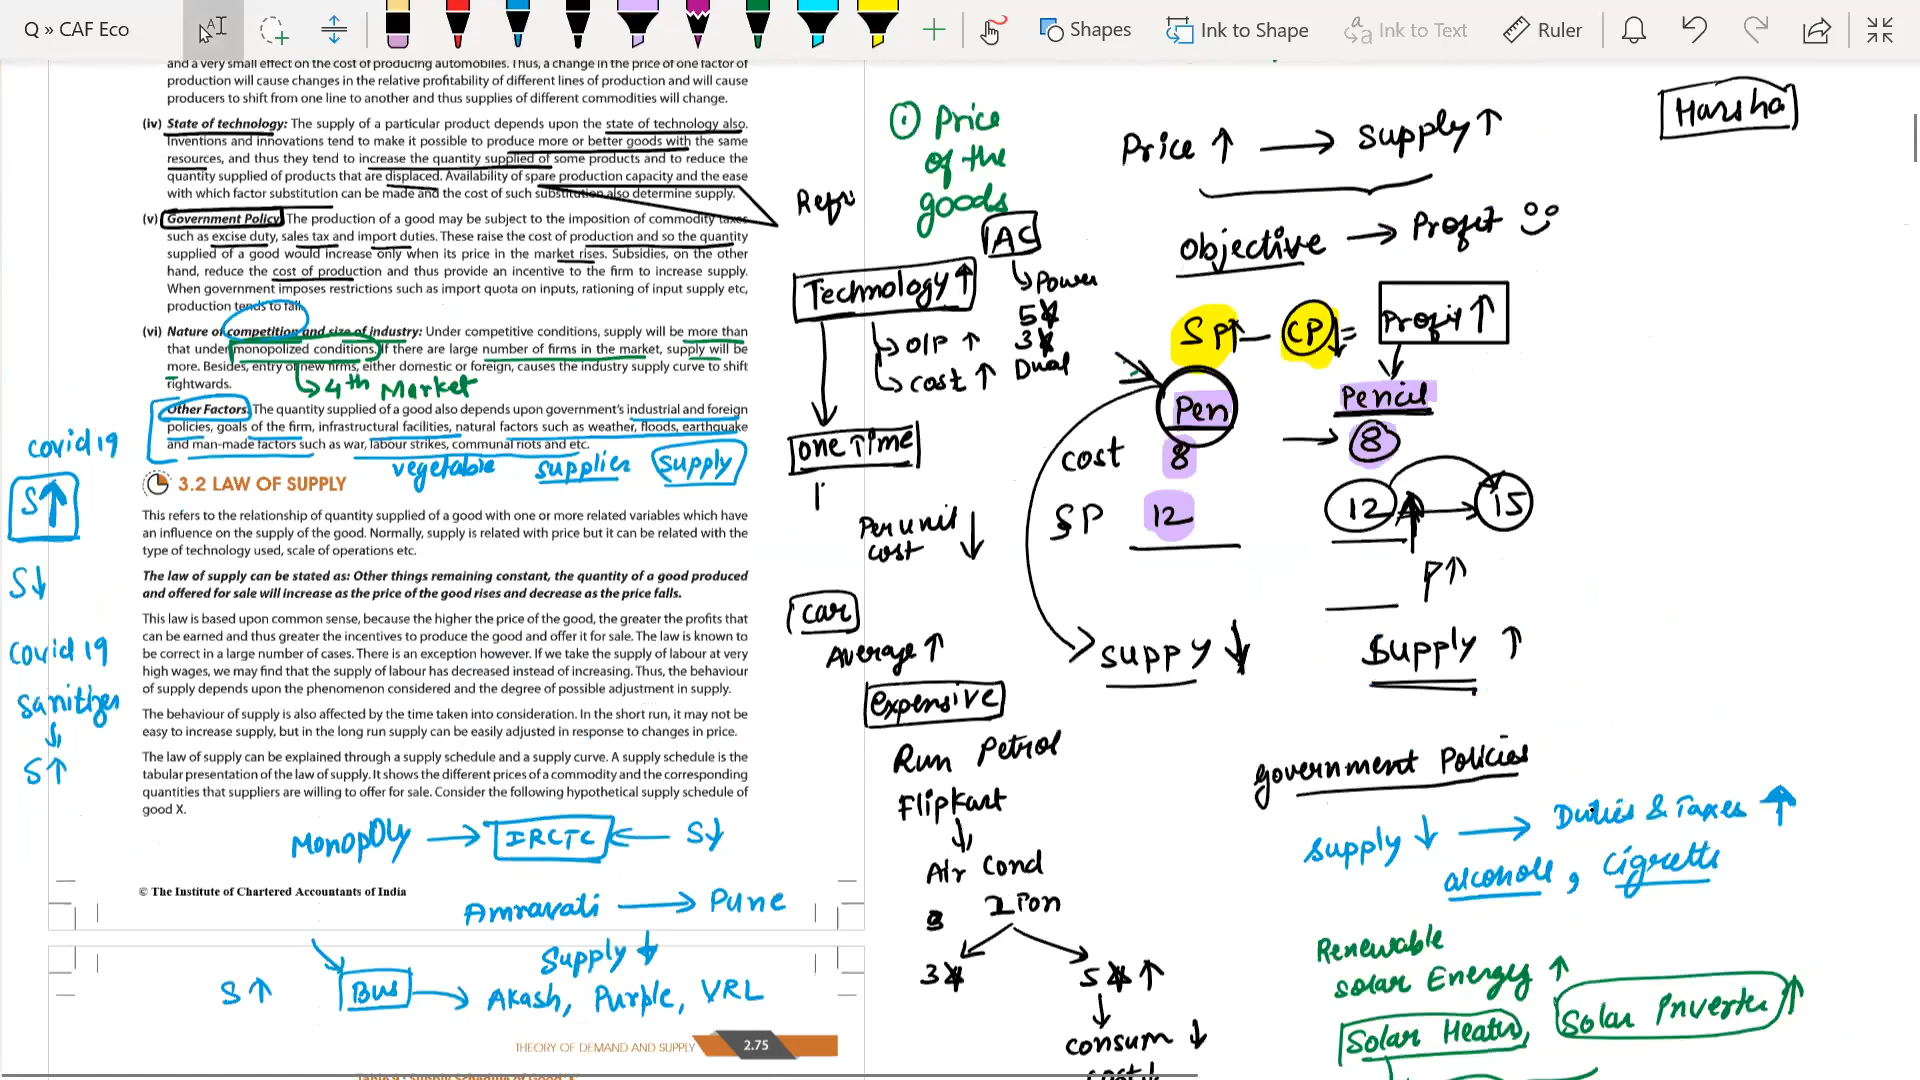 Q » CAF Eco
Shapes
Ink to Shape
Ink to Text
Ruler
and a very small effect on the cost of producing automobiles. Thus, a change in the price of one factor of
production will cause changes in the relative profitability of different lines of production and will cause
producers to shift from one line to another and thus supplies of different commodities will change.
(iv) State of technology: The supply of a particular product depends upon the state of technology also.
Inventions and innovations tend to make it possible to produce more or better goods with the same
resources, and thus they tend to increase the quantity supplied of some products and to reduce the
quantity supplied of products that are displaced. Availability of spare production capacity and the ease
with which factor substitution can be made and the cost of such substitution also determine supply.
(v) Government Policy: The production of a good may be subject to the imposition of commodity taxes
such as excise duty, sales tax and import duties. These raise the cost of production and so the quantity
supplied of a good would increase only when its price in the market rises. Subsidies, on the other
hand, reduce the cost of production and thus provide an incentive to the firm to increase supply.
When government imposes restrictions such as import quota on inputs, rationing of input supply etc,
production tends to fall.
(vi) Nature of competition and size of industry: Under competitive conditions, supply will be more than
that under monopolized conditions. If there are large number of firms in the market, supply will be
more. Besides, entry of new firms, either domestic or foreign, causes the industry supply curve to shift
rightwards.
4th Market
Other Factors: The quantity supplied of a good also depends upon government's industrial and foreign
policies, goals of the firm, infrastructural facilities, natural factors such as weather, floods, earthquake
and man-made factors such as war, labour strikes, communal riots and etc.
vegetable supplier supply
3.2 LAW OF SUPPLY
This refers to the relationship of quantity supplied of a good with one or more related variables which have
an influence on the supply of the good. Normally, supply is related with price but it can be related with the
type of technology used, scale of operations etc.
The law of supply can be stated as: Other things remaining constant, the quantity of a good produced
and offered for sale will increase as the price of the good rises and decrease as the price falls.
This law is based upon common sense, because the higher the price of the good, the greater the profits that
can be earned and thus greater the incentives to produce the good and offer it for sale. The law is known to
be correct in a large number of cases. There is an exception however. If we take the supply of labour at very
high wages, we may find that the supply of labour has decreased instead of increasing. Thus, the behaviour
of supply depends upon the phenomenon considered and the degree of possible adjustment in supply.
The behaviour of supply is also affected by the time taken into consideration. In the short run, it may not be
easy to increase supply, but in the long run supply can be easily adjusted in response to changes in price.
The law of supply can be explained through a supply schedule and a supply curve. A supply schedule is the
tabular presentation of the law of supply. It shows the different prices of a commodity and the corresponding
quantities that suppliers are willing to offer for sale. Consider the following hypothetical supply schedule of
good X.
Monopoly → IRCTC ← S↓
© The Institute of Chartered Accountants of India
Amravati → Pune
Supply ↓
S↑ Bus → Akash, Purple, VRL
THEORY OF DEMAND AND SUPPLY 2.75
covid 19
S↑
S↓
covid 19
sanitizer
S↑
① Price
of the
goods
Refri
AC
Power
5★
3★
Dual
Technology↑
O/P ↑
cost ↑
one Time
Per unit
cost ↓
car
Average ↑
Expensive
Run Petrol
Flipkart
Air Cond
2 Ton
3★ 5★ ↑
consum ↓
Price ↑ → supply ↑
Objective → Profit
SP↑ - CP↓ = Profit ↑
Pen Pencil
cost 8 → 8
SP 12 12 → 15
P↑
suppy ↓ Supply ↑
Harsha
government Policies
supply ↓ → Duties & Taxes ↑
alcohole, cigrette
Renewable
solar Energy ↑
Solar Heater, Solar Inverter ↑